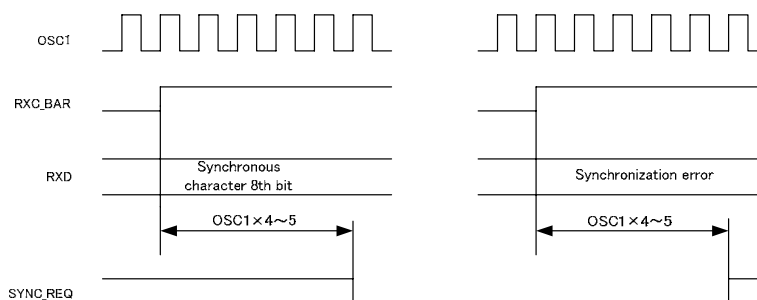 OSC1
RXC_BAR
RXD
Synchronous
character 8th bit
Synchronization error
OSC1×4～5
OSC1×4～5
SYNC_REQ